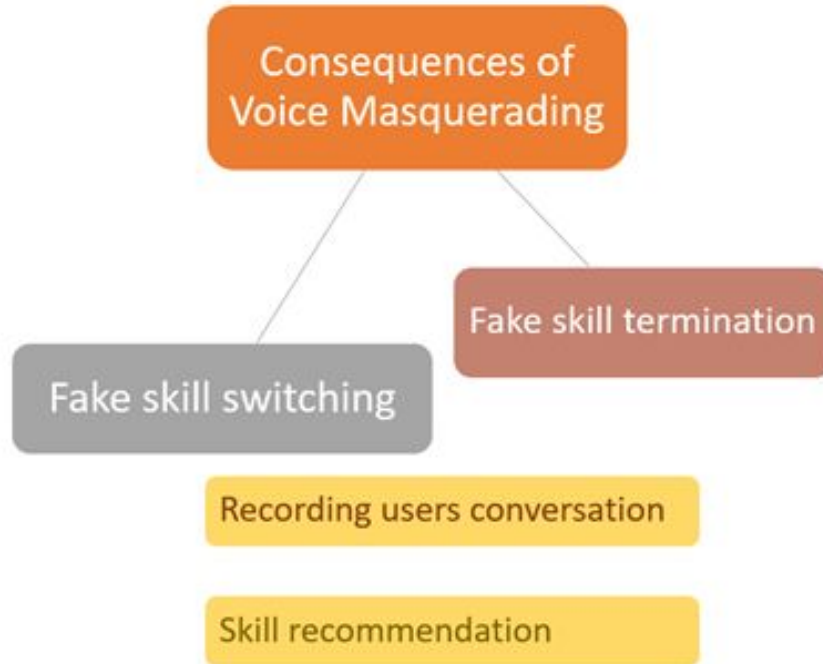 Consequences of
Voice Masquerading
Fake skill termination
Fake skill switching
Recording users conversation
Skill recommendation